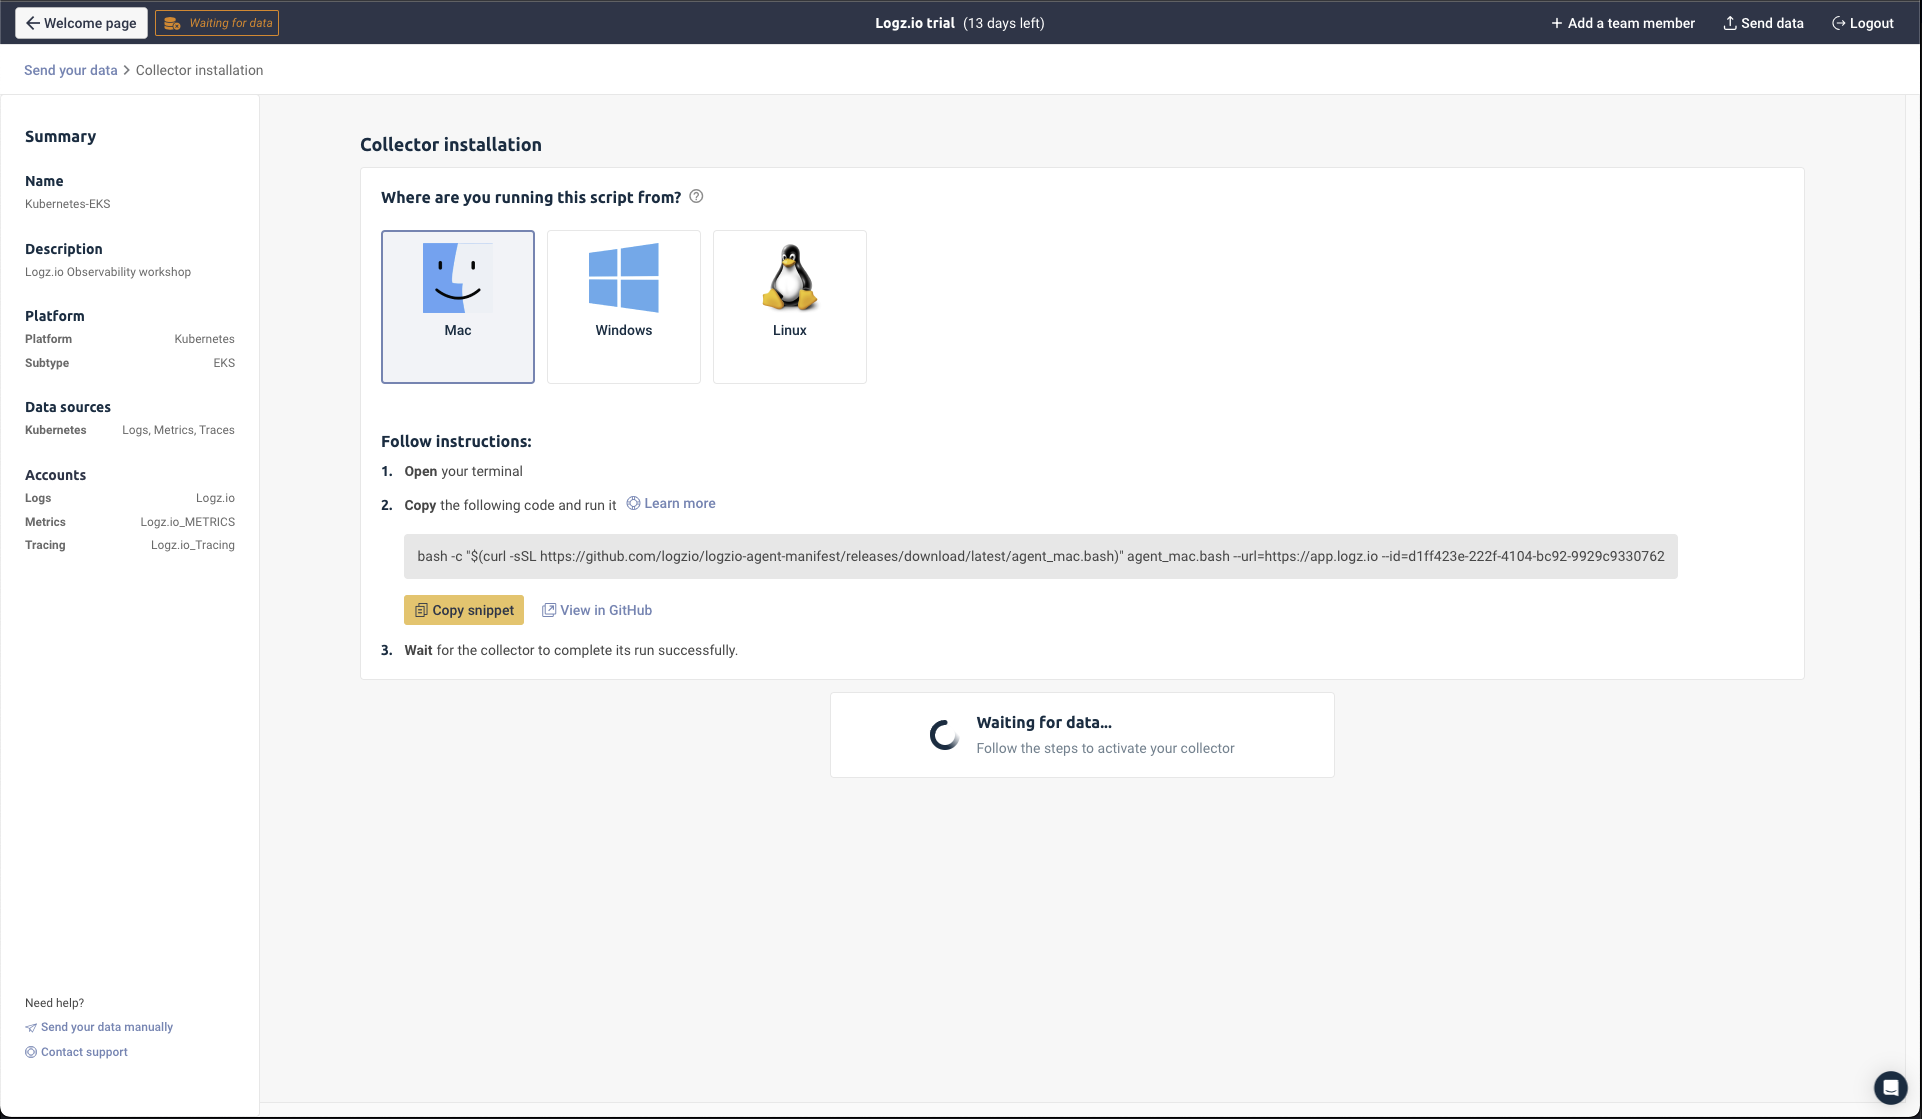 Welcome page
Waiting for data
Logz.io trial (13 days left)
Add a team member
Send data
Logout
Send your data > Collector installation
Summary
Name
Kubernetes-EKS
Description
Logz.io Observability workshop
Platform
Platform Kubernetes
Subtype EKS
Data sources
Kubernetes Logs, Metrics, Traces
Accounts
Logs Logz.io
Metrics Logz.io_METRICS
Tracing Logz.io_Tracing
Need help?
Send your data manually
Contact support
Collector installation
Where are you running this script from? ?
Mac
Windows
Linux
Follow instructions:
1. Open your terminal
2. Copy the following code and run it Learn more
bash -c "$(curl -sSL https://github.com/logzio/logzio-agent-manifest/releases/download/latest/agent_mac.bash)" agent_mac.bash --url=https://app.logz.io --id=d1ff423e-222f-4104-bc92-9929c9330762
Copy snippet
View in GitHub
3. Wait for the collector to complete its run successfully.
Waiting for data...
Follow the steps to activate your collector